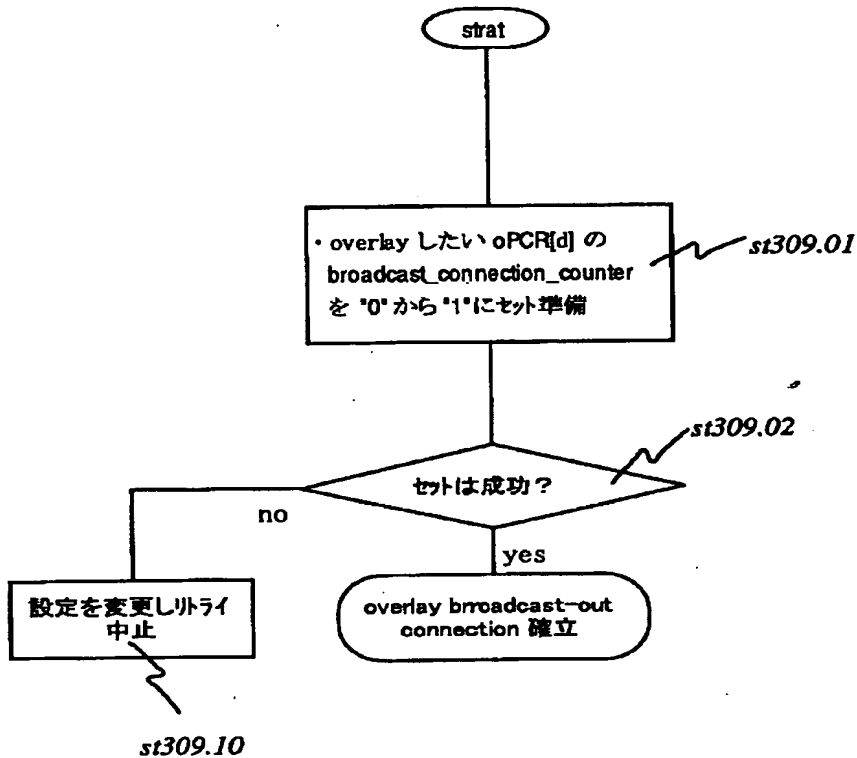 strat
・overlay したい oPCR[d] の
broadcast_connection_counter
を "0" から "1"にセット準備
st309.01
st309.02
セットは成功？
no
yes
設定を変更しリトライ
中止
overlay brroadcast-out
connection 確立
st309.10